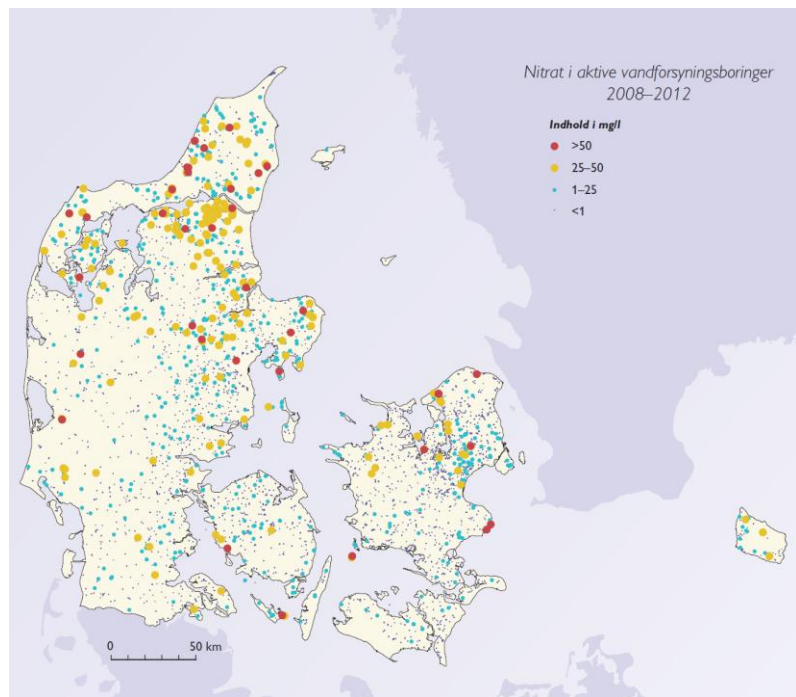 Nitrat i aktive vandforsyningsboringer
2008–2012
Indhold i mg/l
>50
25–50
1–25
<1
0 50 km